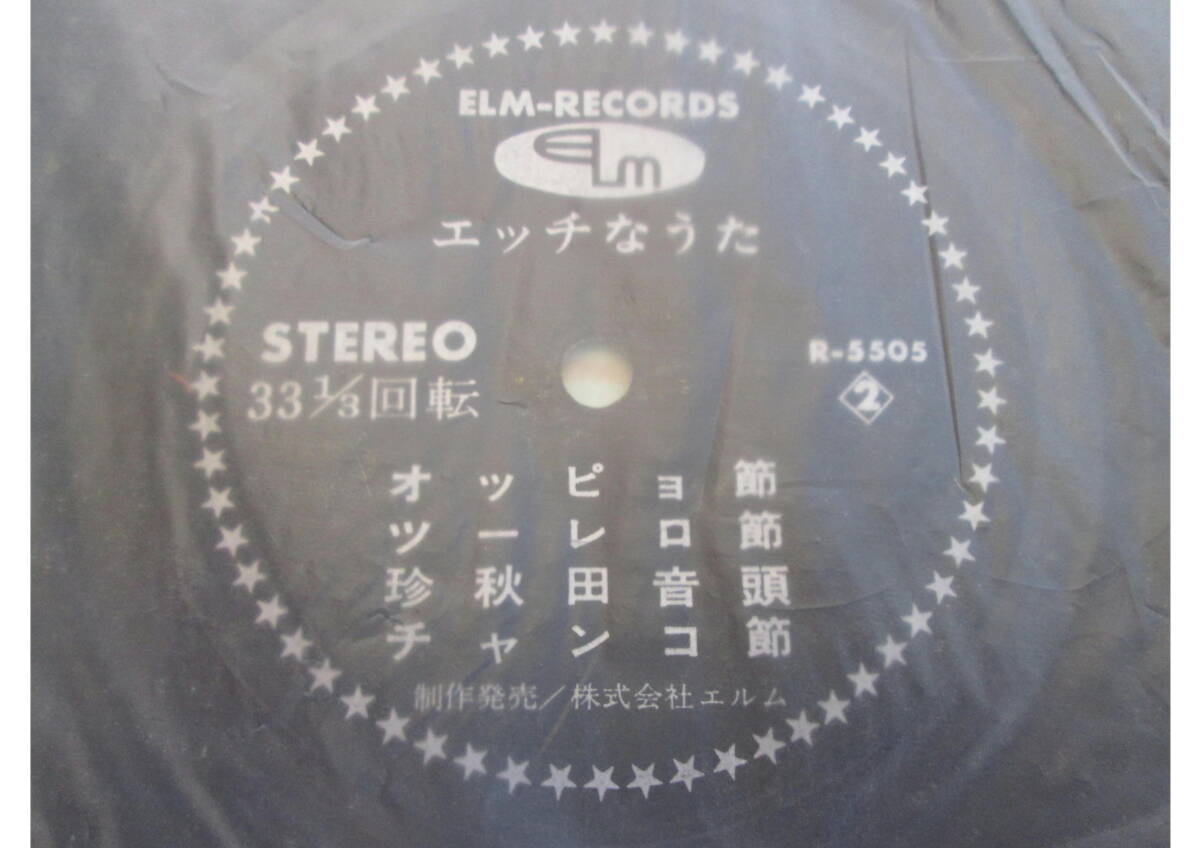 ELM-RECORDS
ELM
エッチなうた
STEREO
R-5505
33 1/3回転
2
オッピョ節
ツーレロ節
珍秋田音頭
チャンコ節
制作発売/株式会社エルム